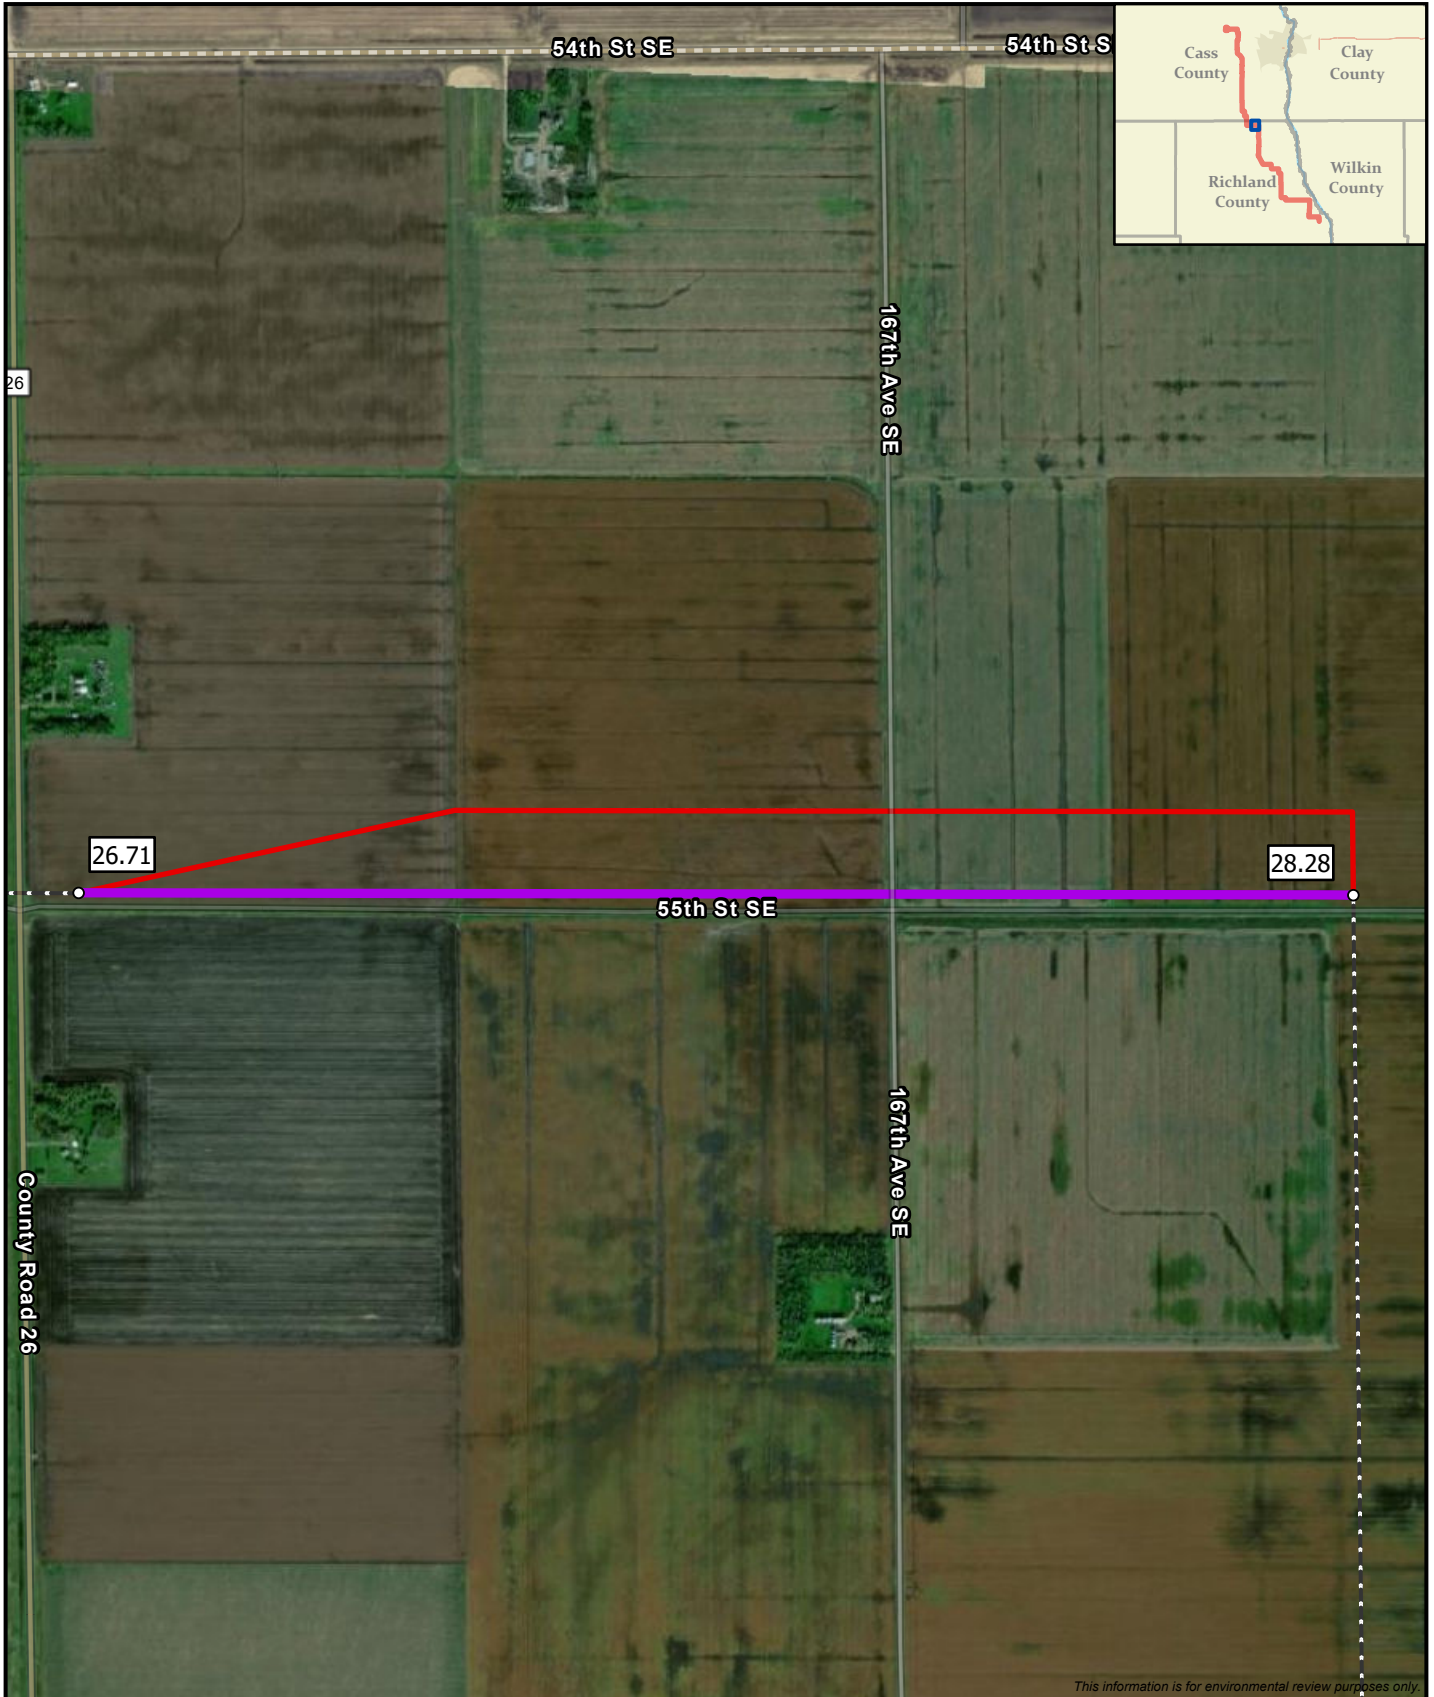 54th St SE
54th St S
Cass
County
Clay
County
Wilkin
County
Richland
County
167th Ave SE
26
26.71
28.28
55th St SE
167th Ave SE
County Road 26
This information is for environmental review purposes only.